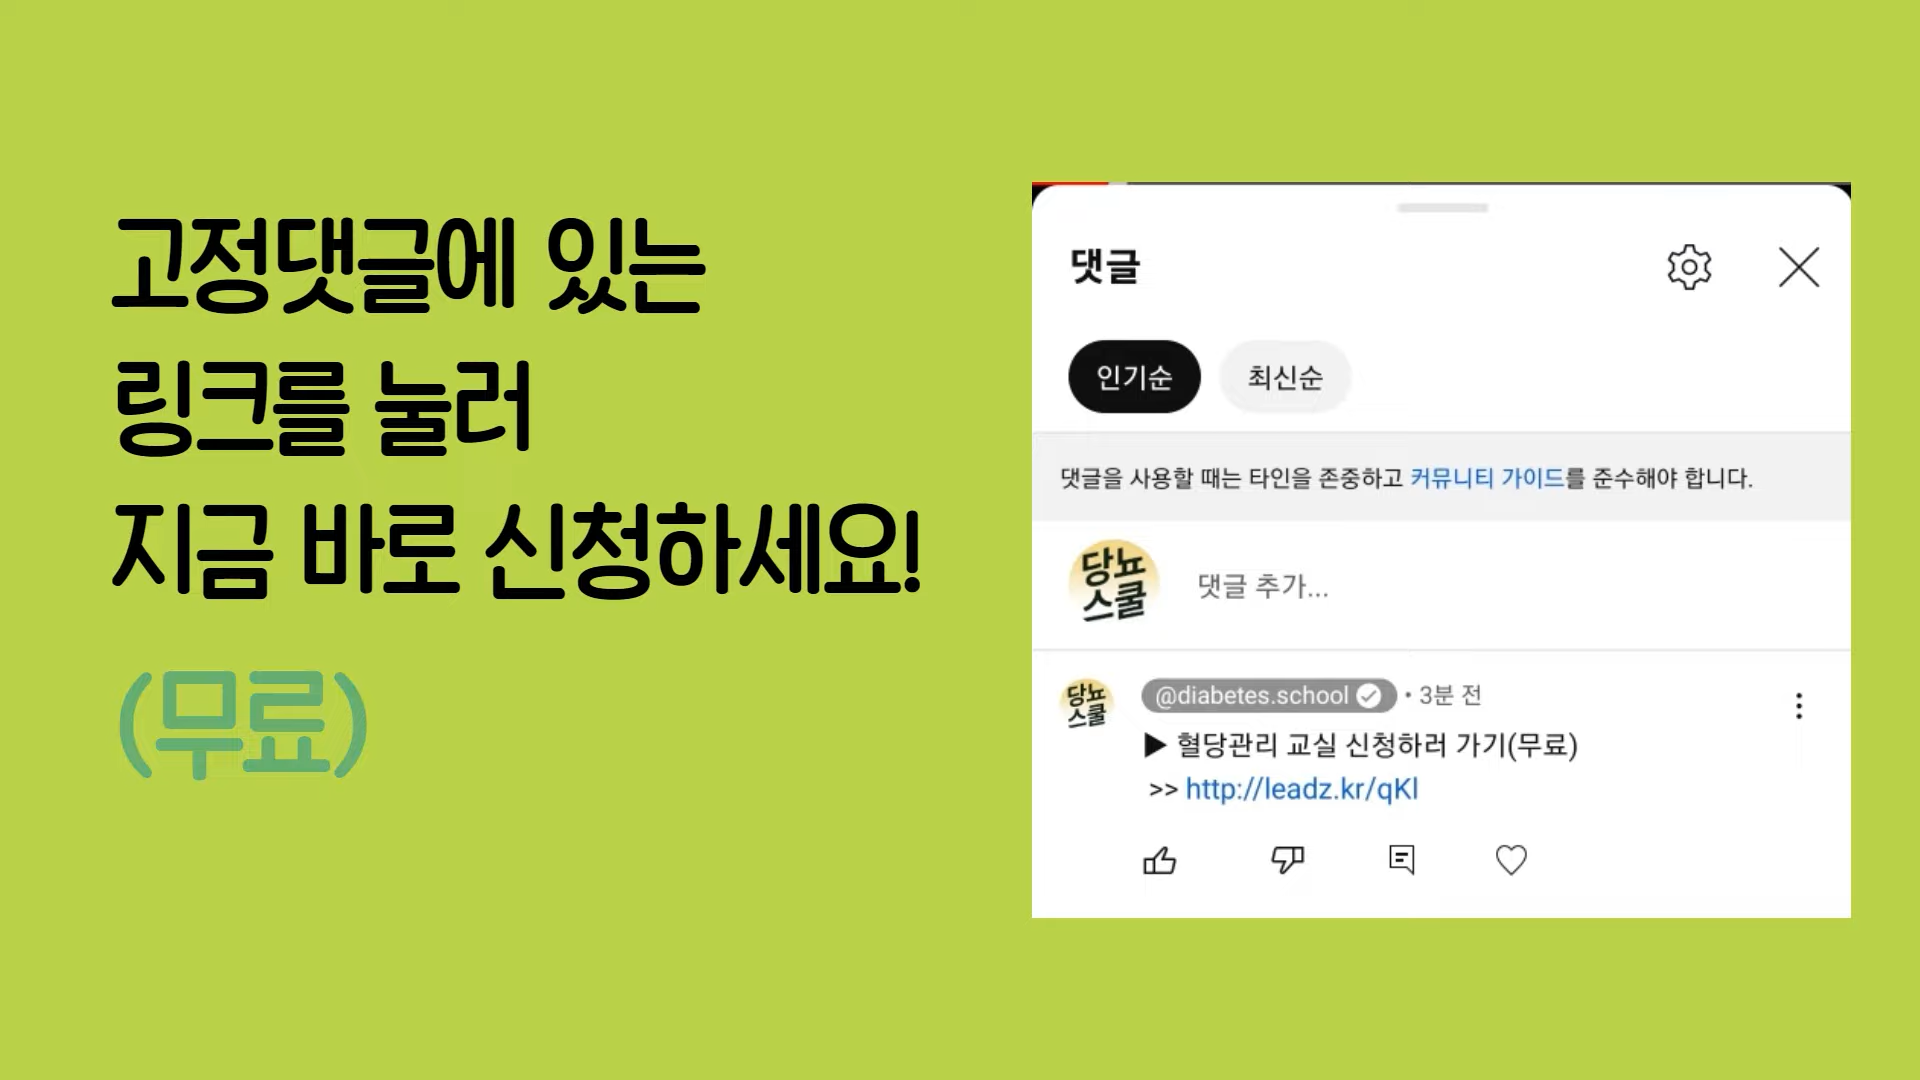 고정댓글에 있는
링크를 눌러
지금 바로 신청하세요!
(무료)
댓글
인기순 최신순
댓글을 사용할 때는 타인을 존중하고 커뮤니티 가이드를 준수해야 합니다.
당뇨
스쿨
댓글 추가...
당뇨
스쿨
@diabetes.school • 3분 전
▶ 혈당관리 교실 신청하러 가기(무료)
>> http://leadz.kr/qKl